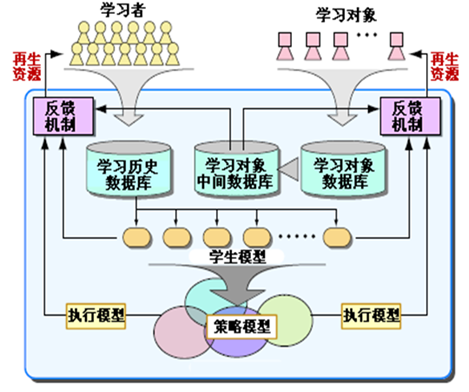 学习者
学习对象
再生
资源
再生
资源
反馈
机制
反馈
机制
学习历史
数据库
学习对象
中间数据库
学习对象
数据库
学生模型
执行模型
策略模型
执行模型